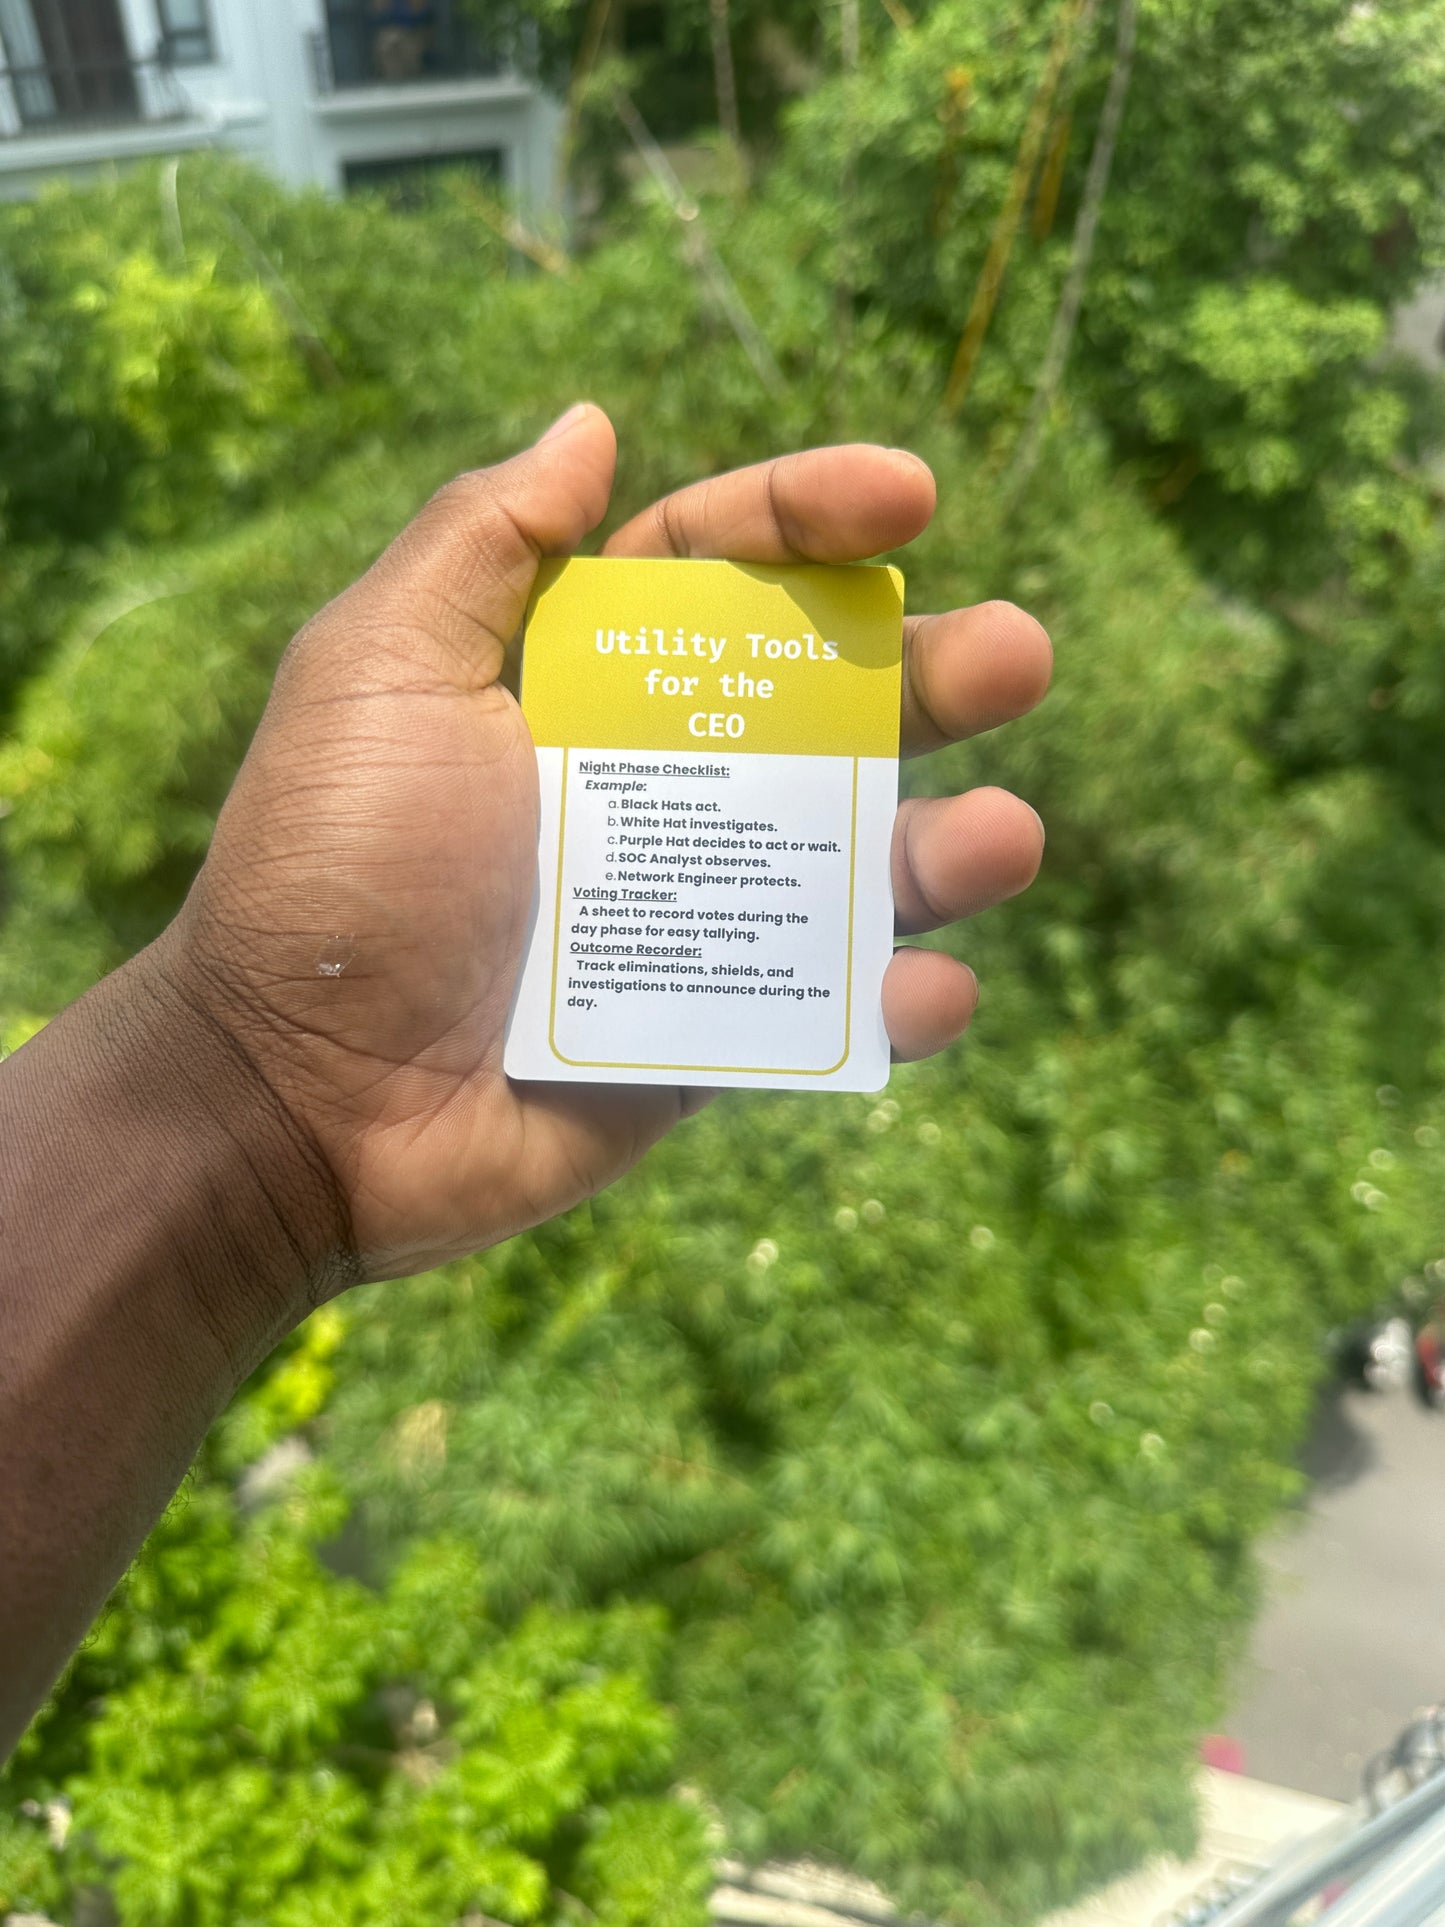 Utility Tools
for the
CEO
Night Phase Checklist:
Example:
a. Black Hats act.
b. White Hat investigates.
c. Purple Hat decides to act or wait.
d. SOC Analyst observes.
e. Network Engineer protects.
Voting Tracker:
A sheet to record votes during the
day phase for easy tallying.
Outcome Recorder:
Track eliminations, shields, and
investigations to announce during the
day.